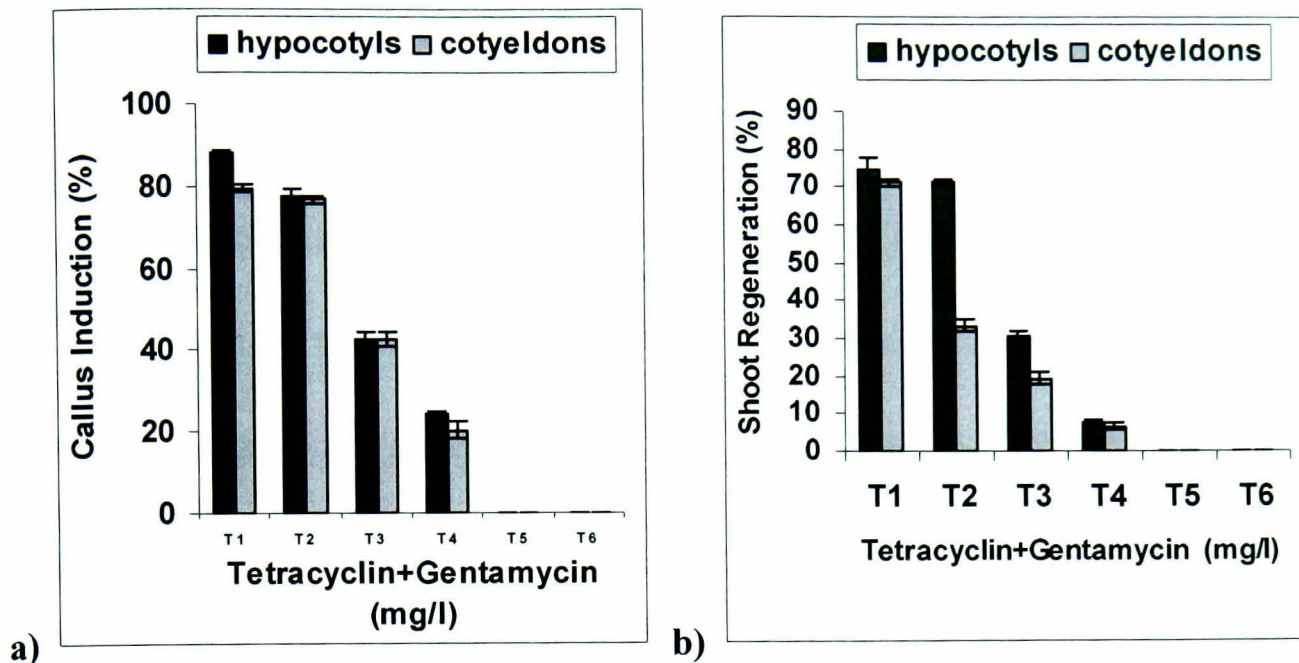 hypocotyls cotyeldons
100
80
60
40
20
0
Callus Induction (%)
T1 T2 T3 T4 T5 T6
Tetracyclin+Gentamycin
(mg/l)
a)
hypocotyls cotyeldons
90
80
70
60
50
40
30
20
10
0
Shoot Regeneration (%)
T1 T2 T3 T4 T5 T6
Tetracyclin+Gentamycin (mg/l)
b)